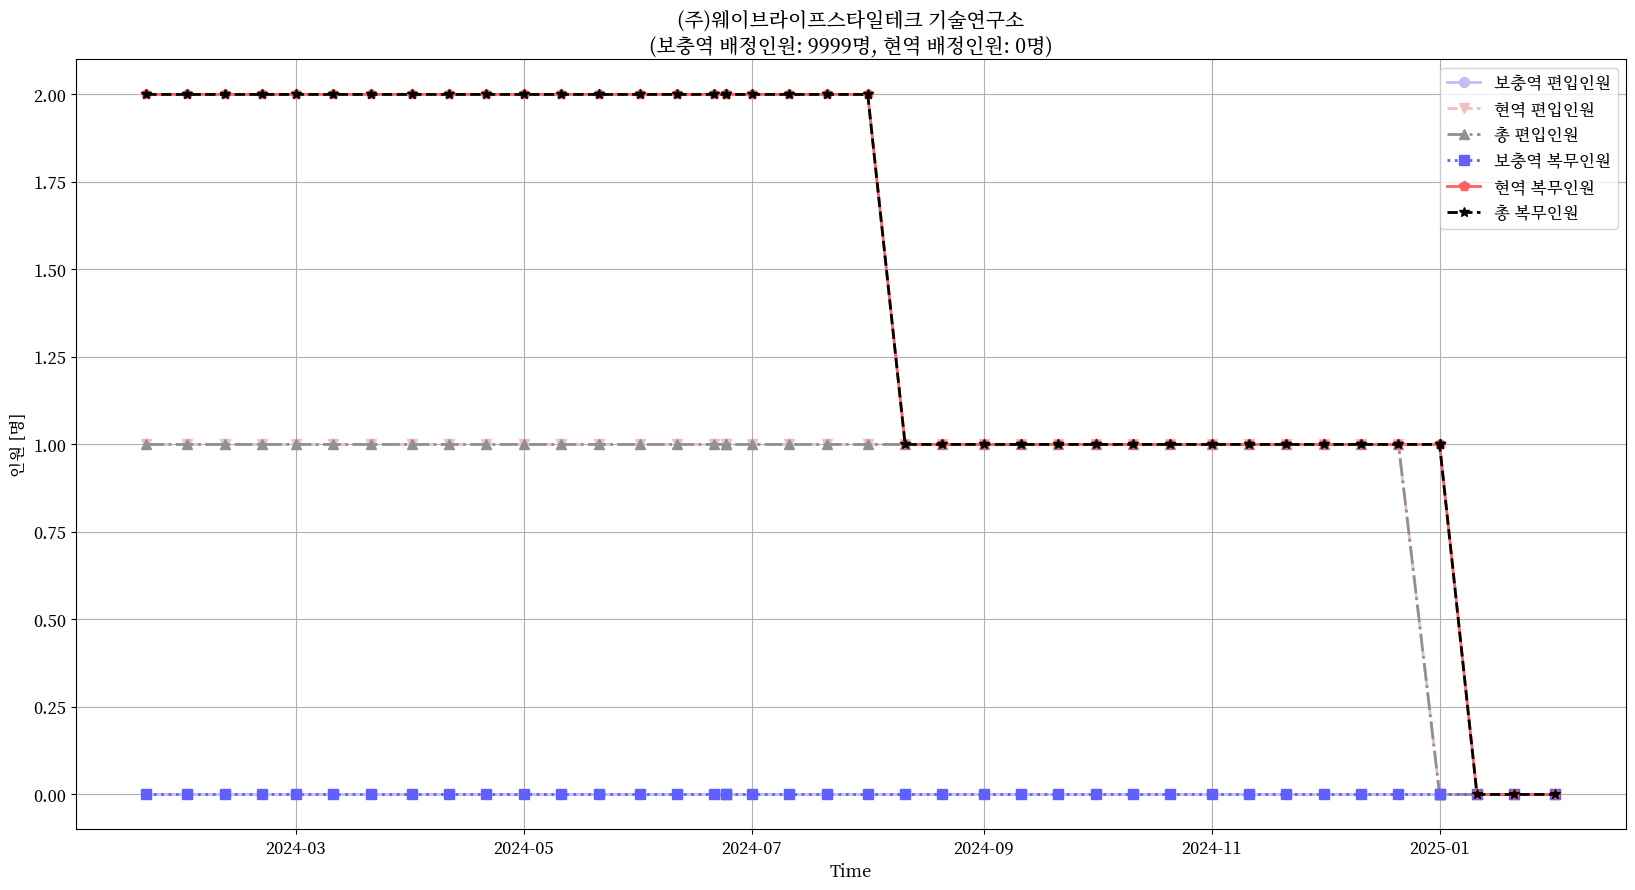 (주)웨이브라이프스타일테크 기술연구소
(보충역 배정인원: 9999명, 현역 배정인원: 0명)
보충역 편입인원
현역 편입인원
총 편입인원
보충역 복무인원
현역 복무인원
총 복무인원
인원 [명]
2.00
1.75
1.50
1.25
1.00
0.75
0.50
0.25
0.00
2024-03
2024-05
2024-07
2024-09
2024-11
2025-01
Time